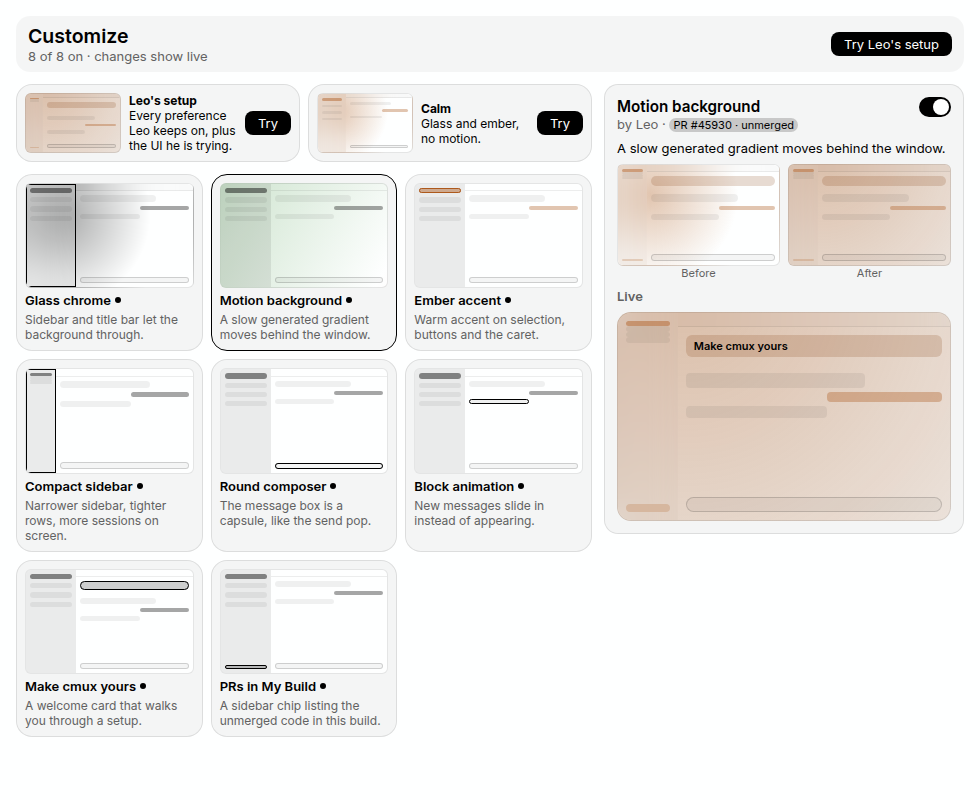 Customize
8 of 8 on · changes show live
Try Leo's setup
Leo's setup
Every preference
Leo keeps on, plus
the UI he is trying.
Try
Calm
Glass and ember,
no motion.
Try
Glass chrome
Sidebar and title bar let the
background through.
Motion background
A slow generated gradient
moves behind the window.
Ember accent
Warm accent on selection,
buttons and the caret.
Compact sidebar
Narrower sidebar, tighter
rows, more sessions on
screen.
Round composer
The message box is a
capsule, like the send pop.
Block animation
New messages slide in
instead of appearing.
Make cmux yours
A welcome card that walks
you through a setup.
PRs in My Build
A sidebar chip listing the
unmerged code in this build.
Motion background
by Leo · PR #45930 · unmerged
A slow generated gradient moves behind the window.
Before
After
Live
Make cmux yours